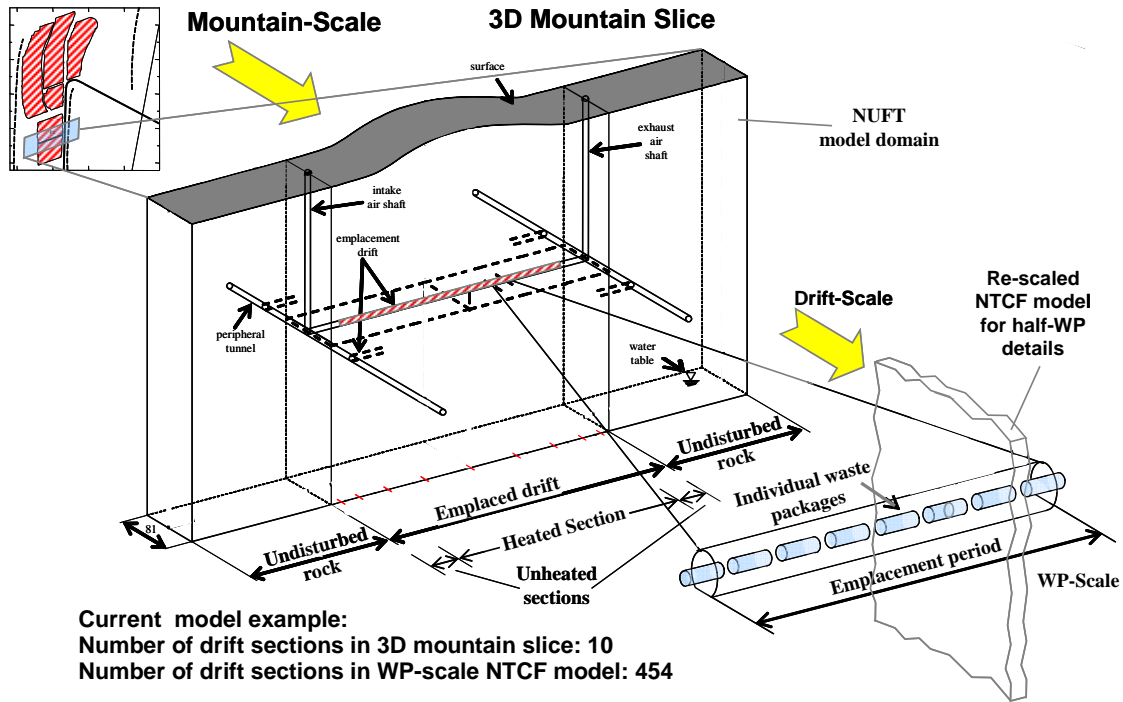 Mountain-Scale
3D Mountain Slice
surface
NUFT
model domain
exhaust
air
shaft
intake
air shaft
emplacement
drift
Re-scaled
NTCF model
for half-WP
details
Drift-Scale
peripheral
tunnel
water
table
Undisturbed
rock
Individual waste
packages
Emplaced drift
81
Heated Section
Undisturbed
rock
Unheated
sections
Emplacement period
WP-Scale
Current model example:
Number of drift sections in 3D mountain slice: 10
Number of drift sections in WP-scale NTCF model: 454